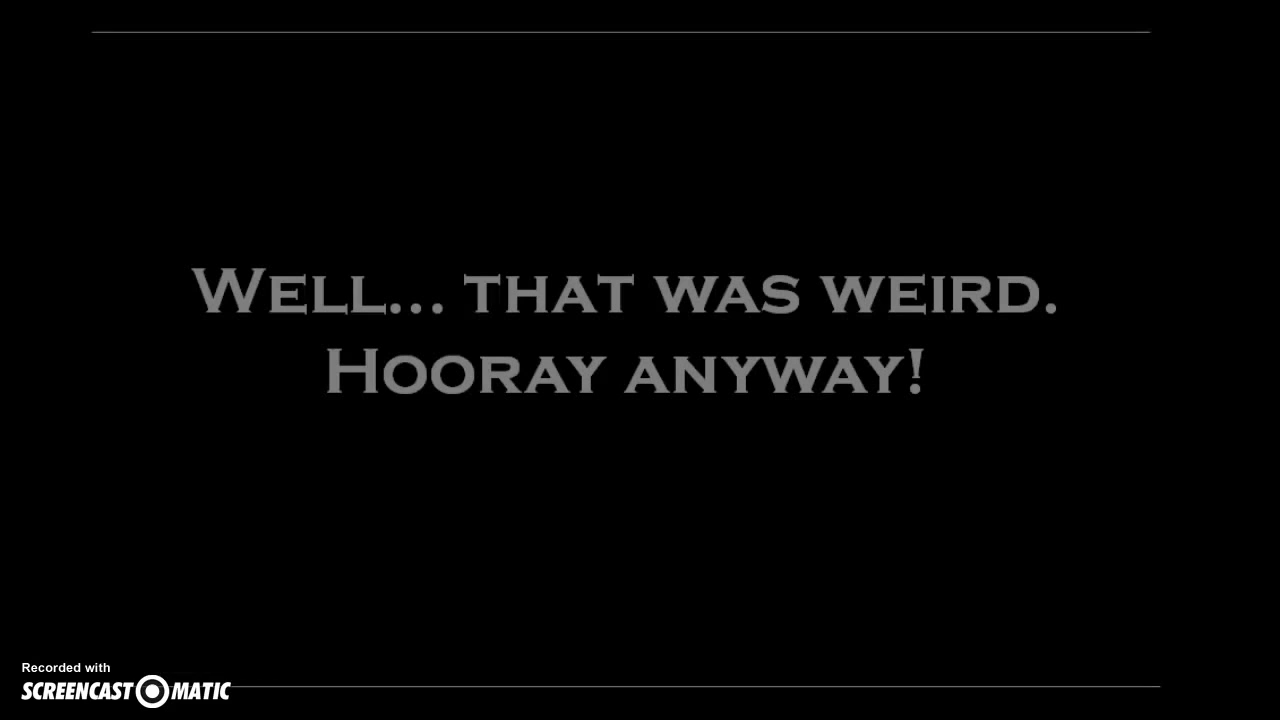 Well... that was weird.
Hooray anyway!
Recorded with
SCREENCAST O MATIC